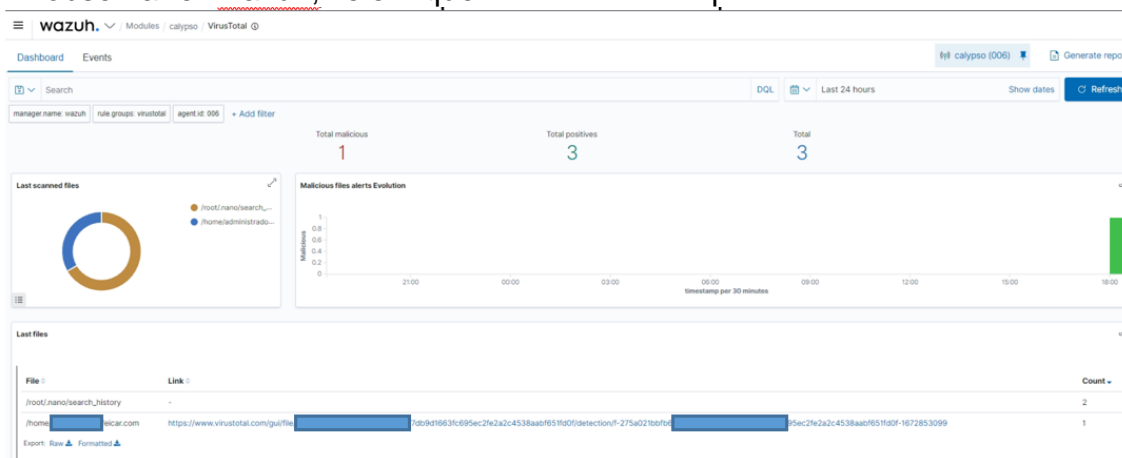 wazuh. / Modules / calypso / VirusTotal
Dashboard Events calypso (006) Generate repo
Search DQL Last 24 hours Show dates Refresh
manager.name: wazuh rule.groups: virustotal agent.id: 006 + Add filter
Total malicious Total positives Total
1 3 3
Last scanned files
/root/.nano/search_...
/home/administrado...
Malicious files alerts Evolution
Malicious
1
0.8
0.6
0.4
0.2
0
21:00 00:00 03:00 06:00 09:00 12:00 15:00 18:00
timestamp per 30 minutes
Last files
File Link Count
/root/.nano/search_history - 2
/home eicar.com https://www.virustotal.com/gui/file 7db9d1663fc695ec2fe2a2c4538aabf651fd0f/detection/f-275a021bbfb6 95ec2fe2a2c4538aabf651fd0f-1672853099 1
Export: Raw Formatted